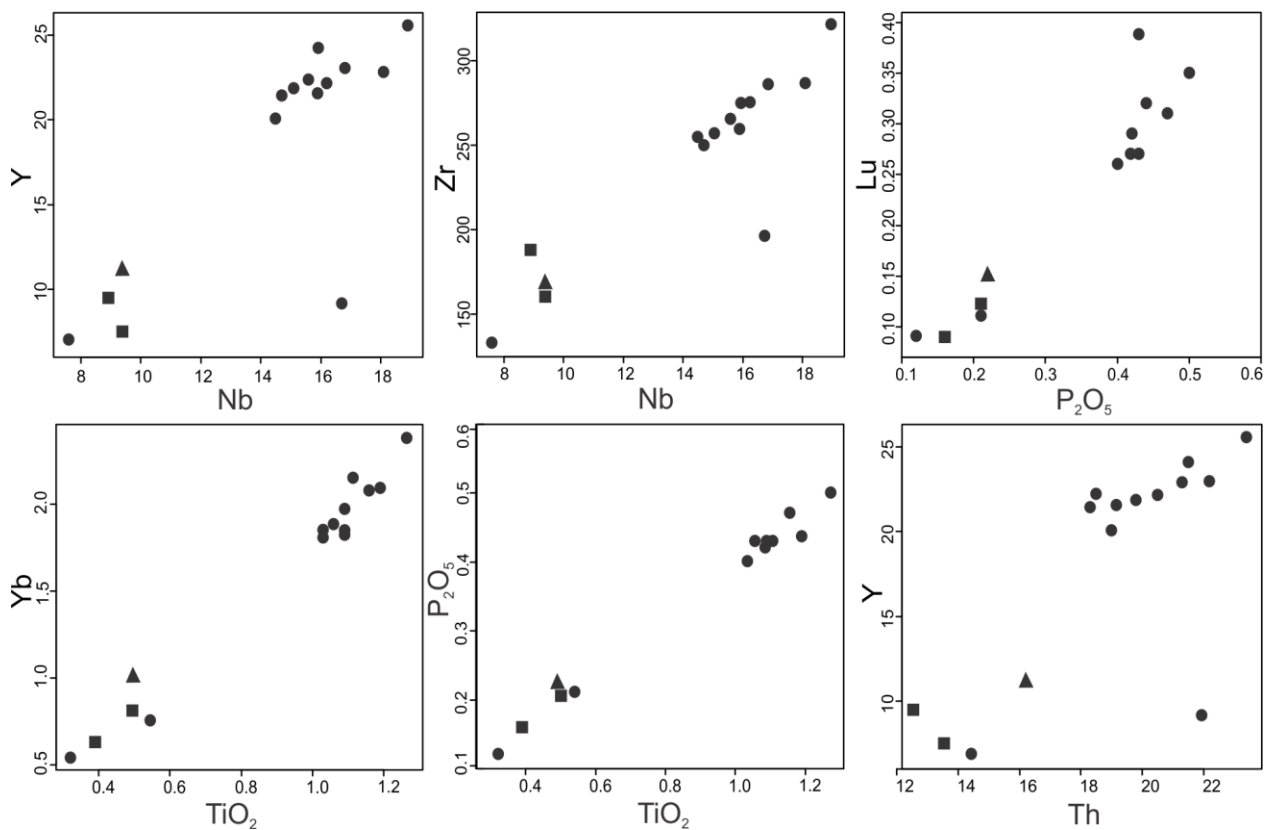 25
20
15
10
Y
8 10 12 14 16 18
Nb
300
250
200
150
Zr
8 10 12 14 16 18
Nb
0.40
0.35
0.30
0.25
0.20
0.15
0.10
Lu
0.1 0.2 0.3 0.4 0.5 0.6
P₂O₅
2.0
1.5
1.0
0.5
Yb
0.4 0.6 0.8 1.0 1.2
TiO₂
0.6
0.5
0.4
0.3
0.2
0.1
P₂O₅
0.4 0.6 0.8 1.0 1.2
TiO₂
25
20
15
10
Y
12 14 16 18 20 22
Th